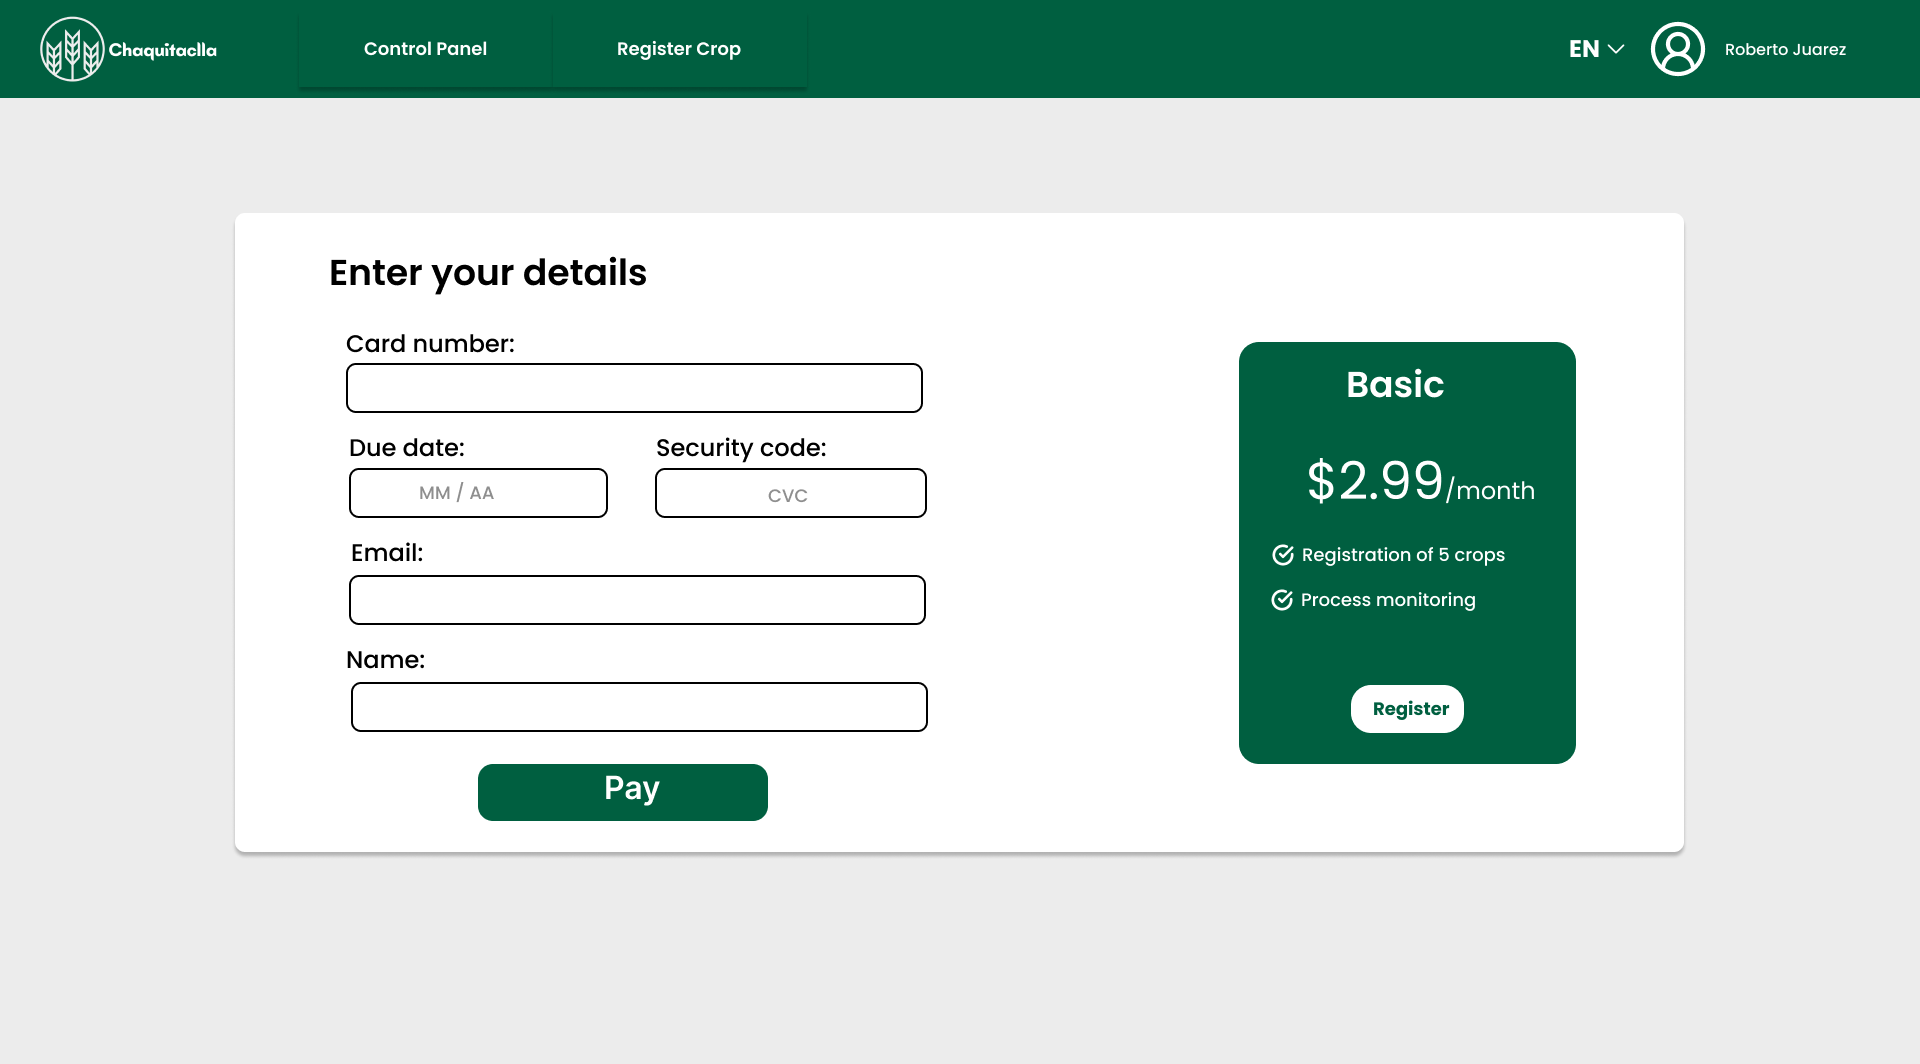 Chaquitaclla
Control Panel
Register Crop
EN
Roberto Juarez
Enter your details
Card number:
Due date:
Security code:
MM / AA
CVC
Email:
Name:
Pay
Basic
$2.99/month
Registration of 5 crops
Process monitoring
Register